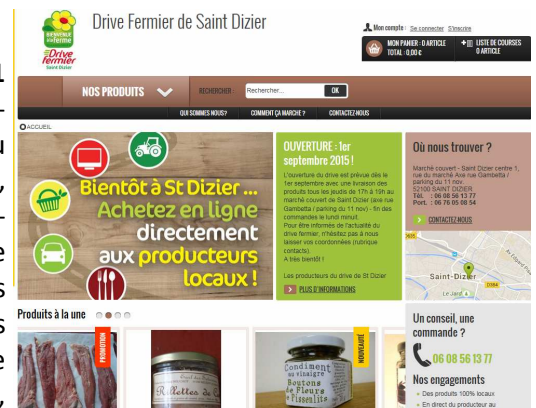 Drive Fermier de Saint Dizier
BIENVENUE
à la ferme
Drive
fermier
Saint Dizier
Mon compte : Se connecter S'inscrire
MON PANIER : 0 ARTICLE
TOTAL : 0,00 €
LISTE DE COURSES
0 ARTICLE
NOS PRODUITS
RECHERCHER
Rechercher...
OK
QUI SOMMES NOUS?
COMMENT ÇA MARCHE ?
CONTACTEZ-NOUS
ACCUEIL
Bientôt à St Dizier ...
Achetez en ligne
directement
aux producteurs
locaux !
OUVERTURE : 1er
septembre 2015 !
L'ouverture du drive est prévue dès le
1er septembre avec une livraison des
produits tous les jeudis de 17h à 19h au
marché couvert de Saint Dizier (axe rue
Gambetta / parking du 11 nov.) - fin des
commandes le lundi minuit.
Pour être informés de l'actualité du
drive fermier, n'hésitez pas à nous
laisser vos coordonnées (rubrique
contacts).
A très bientôt !
Les producteurs du drive de St Dizier
PLUS D'INFORMATIONS
Où nous trouver ?
Marché couvert - Saint Dizier centre 1,
rue du marché Axe rue Gambetta /
parking du 11 nov.
52100 SAINT DIZIER
Tél. : 06 08 56 13 77
Port. : 06 76 05 08 54
CONTACTEZ-NOUS
Saint-Dizier
Le Jard
D384
Produits à la une
PROMOTION
Rillettes de
Condiment
au vinaigre
Boutons
de Fleurs
de Pissenlits
NOUVEAUTÉ
Un conseil, une
commande ?
06 08 56 13 77
Nos engagements
Des produits 100% locaux
En direct du producteur au